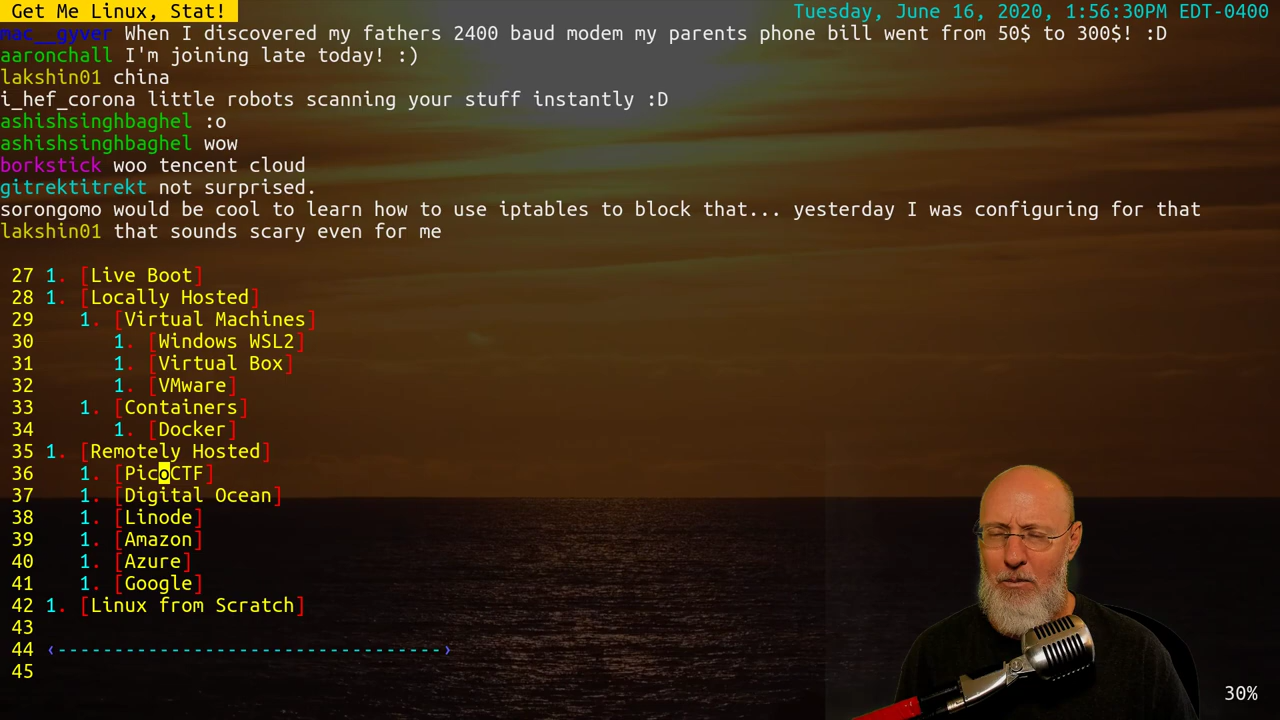 Get Me Linux, Stat!
Tuesday, June 16, 2020, 1:56:30PM EDT-0400
mac__gyver When I discovered my fathers 2400 baud modem my parents phone bill went from 50$ to 300$! :D
aaronchall I'm joining late today! :)
lakshin01 china
i_hef_corona little robots scanning your stuff instantly :D
ashishsinghbaghel :o
ashishsinghbaghel wow
borkstick woo tencent cloud
gitrektitrekt not surprised.
sorongomo would be cool to learn how to use iptables to block that... yesterday I was configuring for that
lakshin01 that sounds scary even for me
27 1. [Live Boot]
28 1. [Locally Hosted]
29 1. [Virtual Machines]
30 1. [Windows WSL2]
31 1. [Virtual Box]
32 1. [VMware]
33 1. [Containers]
34 1. [Docker]
35 1. [Remotely Hosted]
36 1. [PicoCTF]
37 1. [Digital Ocean]
38 1. [Linode]
39 1. [Amazon]
40 1. [Azure]
41 1. [Google]
42 1. [Linux from Scratch]
43
44 <---------------------------------->
45
30%